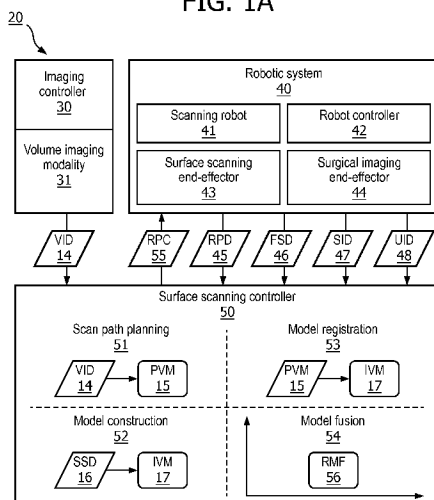 FIG. 1A
20
Imaging
controller
30
Volume imaging
modality
31
Robotic system
40
Scanning robot
41
Robot controller
42
Surface scanning
end-effector
43
Surgical imaging
end-effector
44
VID
14
RPC
55
RPD
45
FSD
46
SID
47
UID
48
Surface scanning controller
50
Scan path planning
51
VID
14
PVM
15
Model registration
53
PVM
15
IVM
17
Model construction
52
SSD
16
IVM
17
Model fusion
54
RMF
56